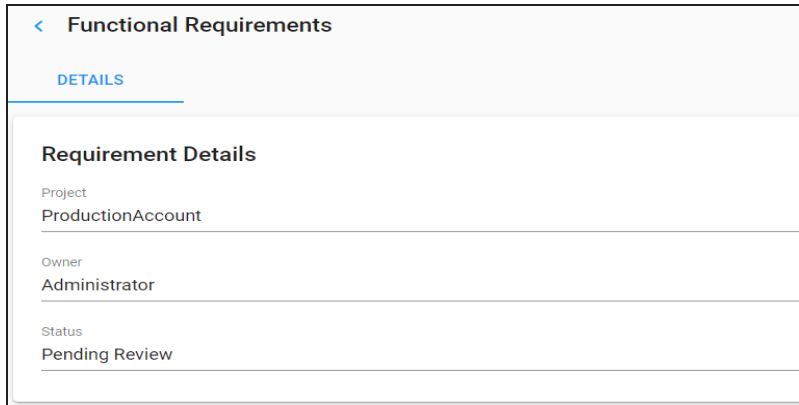 Functional Requirements
DETAILS
Requirement Details
Project
ProductionAccount
Owner
Administrator
Status
Pending Review